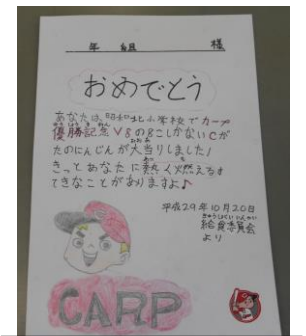 年 組 様
おめでとう
あなたは、昭和北小学校でカープ
優勝記念V8の8こしかないCが
たのにんじんが大当りしました！
きっとあなたに熱く燃えるす
てきなことがありますよ♪
平成29年10月20日
給食委員会
より
CARP